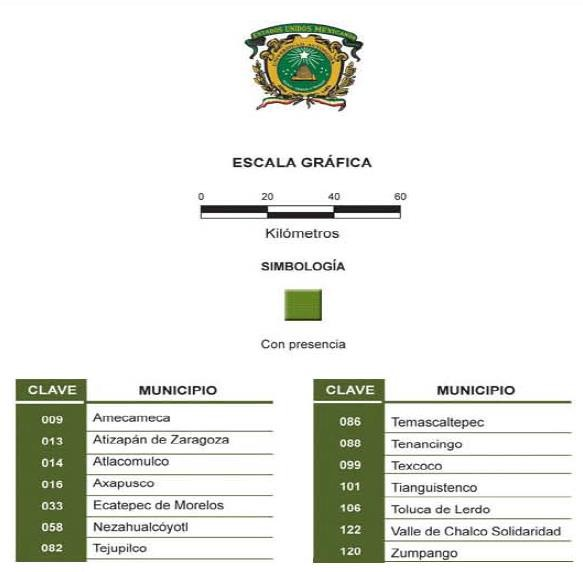 ESTADOS UNIDOS MEXICANOS
ESCALA GRÁFICA
0 20 40 60
Kilómetros
SIMBOLOGÍA
Con presencia
CLAVE MUNICIPIO
009 Amecameca
013 Atizapán de Zaragoza
014 Atlacomulco
016 Axapusco
033 Ecatepec de Morelos
058 Nezahualcóyotl
082 Tejupilco
CLAVE MUNICIPIO
086 Temascaltepec
088 Tenancingo
099 Texcoco
101 Tianguistenco
106 Toluca de Lerdo
122 Valle de Chalco Solidaridad
120 Zumpango